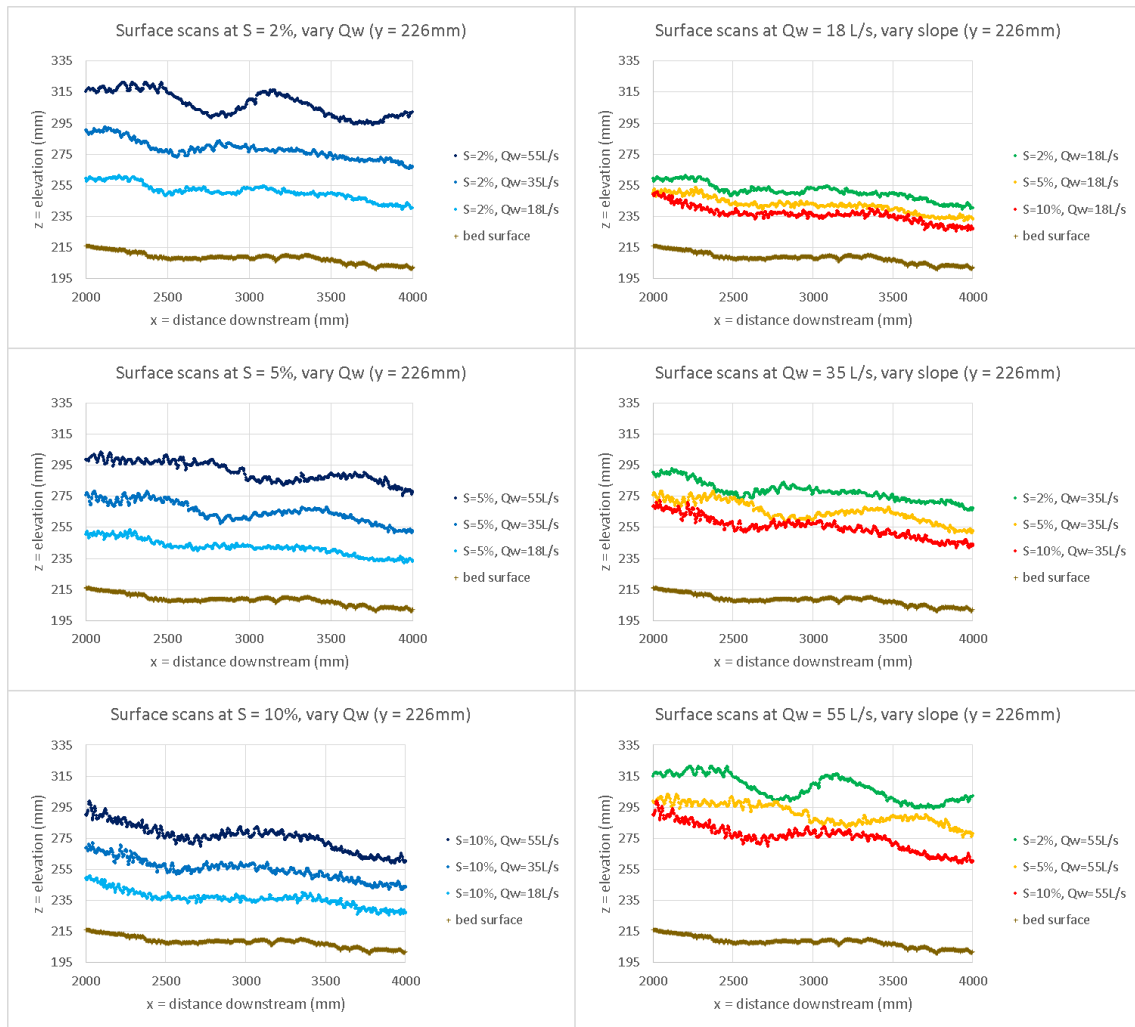 Surface scans at S = 2%, vary Qw (y = 226mm)
335
315
295
275
255
235
215
195
z = elevation (mm)
2000 2500 3000 3500 4000
x = distance downstream (mm)
S=2%, Qw=55L/s
S=2%, Qw=35L/s
S=2%, Qw=18L/s
bed surface
Surface scans at Qw = 18 L/s, vary slope (y = 226mm)
335
315
295
275
255
235
215
195
z = elevation (mm)
2000 2500 3000 3500 4000
x = distance downstream (mm)
S=2%, Qw=18L/s
S=5%, Qw=18L/s
S=10%, Qw=18L/s
bed surface
Surface scans at S = 5%, vary Qw (y = 226mm)
335
315
295
275
255
235
215
195
z = elevation (mm)
2000 2500 3000 3500 4000
x = distance downstream (mm)
S=5%, Qw=55L/s
S=5%, Qw=35L/s
S=5%, Qw=18L/s
bed surface
Surface scans at Qw = 35 L/s, vary slope (y = 226mm)
335
315
295
275
255
235
215
195
z = elevation (mm)
2000 2500 3000 3500 4000
x = distance downstream (mm)
S=2%, Qw=35L/s
S=5%, Qw=35L/s
S=10%, Qw=35L/s
bed surface
Surface scans at S = 10%, vary Qw (y = 226mm)
335
315
295
275
255
235
215
195
z = elevation (mm)
2000 2500 3000 3500 4000
x = distance downstream (mm)
S=10%, Qw=55L/s
S=10%, Qw=35L/s
S=10%, Qw=18L/s
bed surface
Surface scans at Qw = 55 L/s, vary slope (y = 226mm)
335
315
295
275
255
235
215
195
z = elevation (mm)
2000 2500 3000 3500 4000
x = distance downstream (mm)
S=2%, Qw=55L/s
S=5%, Qw=55L/s
S=10%, Qw=55L/s
bed surface